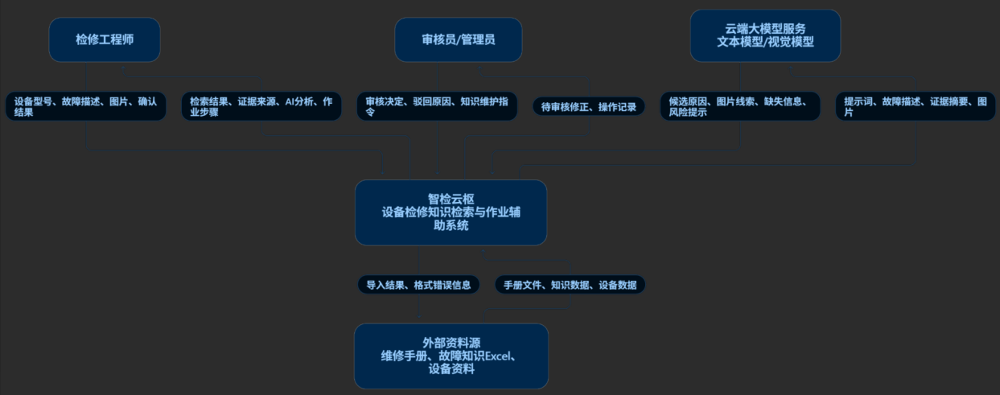 检修工程师
审核员/管理员
云端大模型服务
文本模型/视觉模型
设备型号、故障描述、图片、确认
结果
检索结果、证据来源、AI分析、作
业步骤
审核决定、驳回原因、知识维护指
令
待审核修正、操作记录
候选原因、图片线索、缺失信息、
风险提示
提示词、故障描述、证据摘要、图
片
智检云枢
设备检修知识检索与作业辅
助系统
导入结果、格式错误信息
手册文件、知识数据、设备数据
外部资料源
维修手册、故障知识Excel、
设备资料